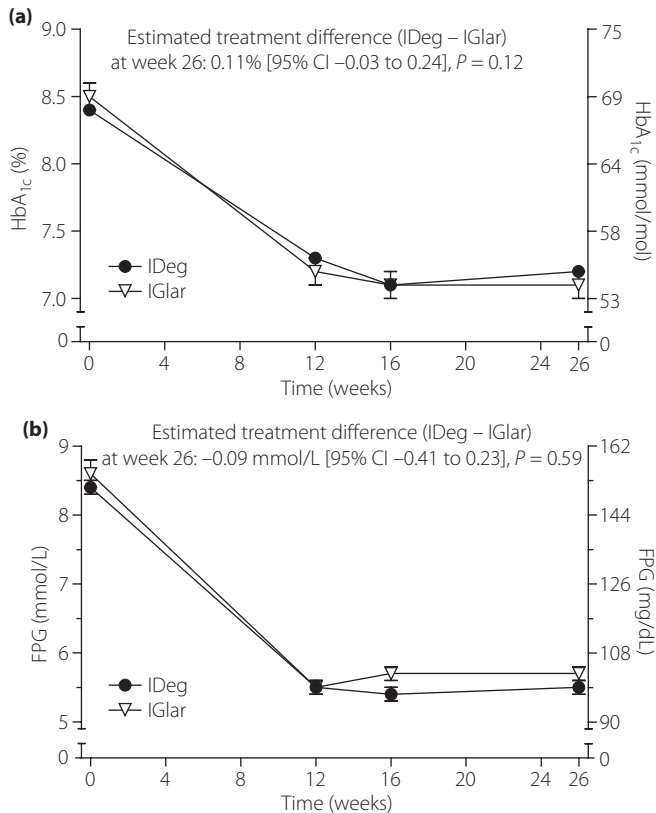 (a)
Estimated treatment difference (IDeg – IGlar)
at week 26: 0.11% [95% CI –0.03 to 0.24], P = 0.12
9.0
8.5
8.0
7.5
7.0
0
HbA1c (%)
75
69
64
58
53
0
HbA1c (mmol/mol)
IDeg
IGlar
0 4 8 12 16 20 24 26
Time (weeks)
(b)
Estimated treatment difference (IDeg – IGlar)
at week 26: –0.09 mmol/L [95% CI –0.41 to 0.23], P = 0.59
9
8
7
6
5
0
FPG (mmol/L)
162
144
126
108
90
0
FPG (mg/dL)
IDeg
IGlar
0 4 8 12 16 20 24 26
Time (weeks)